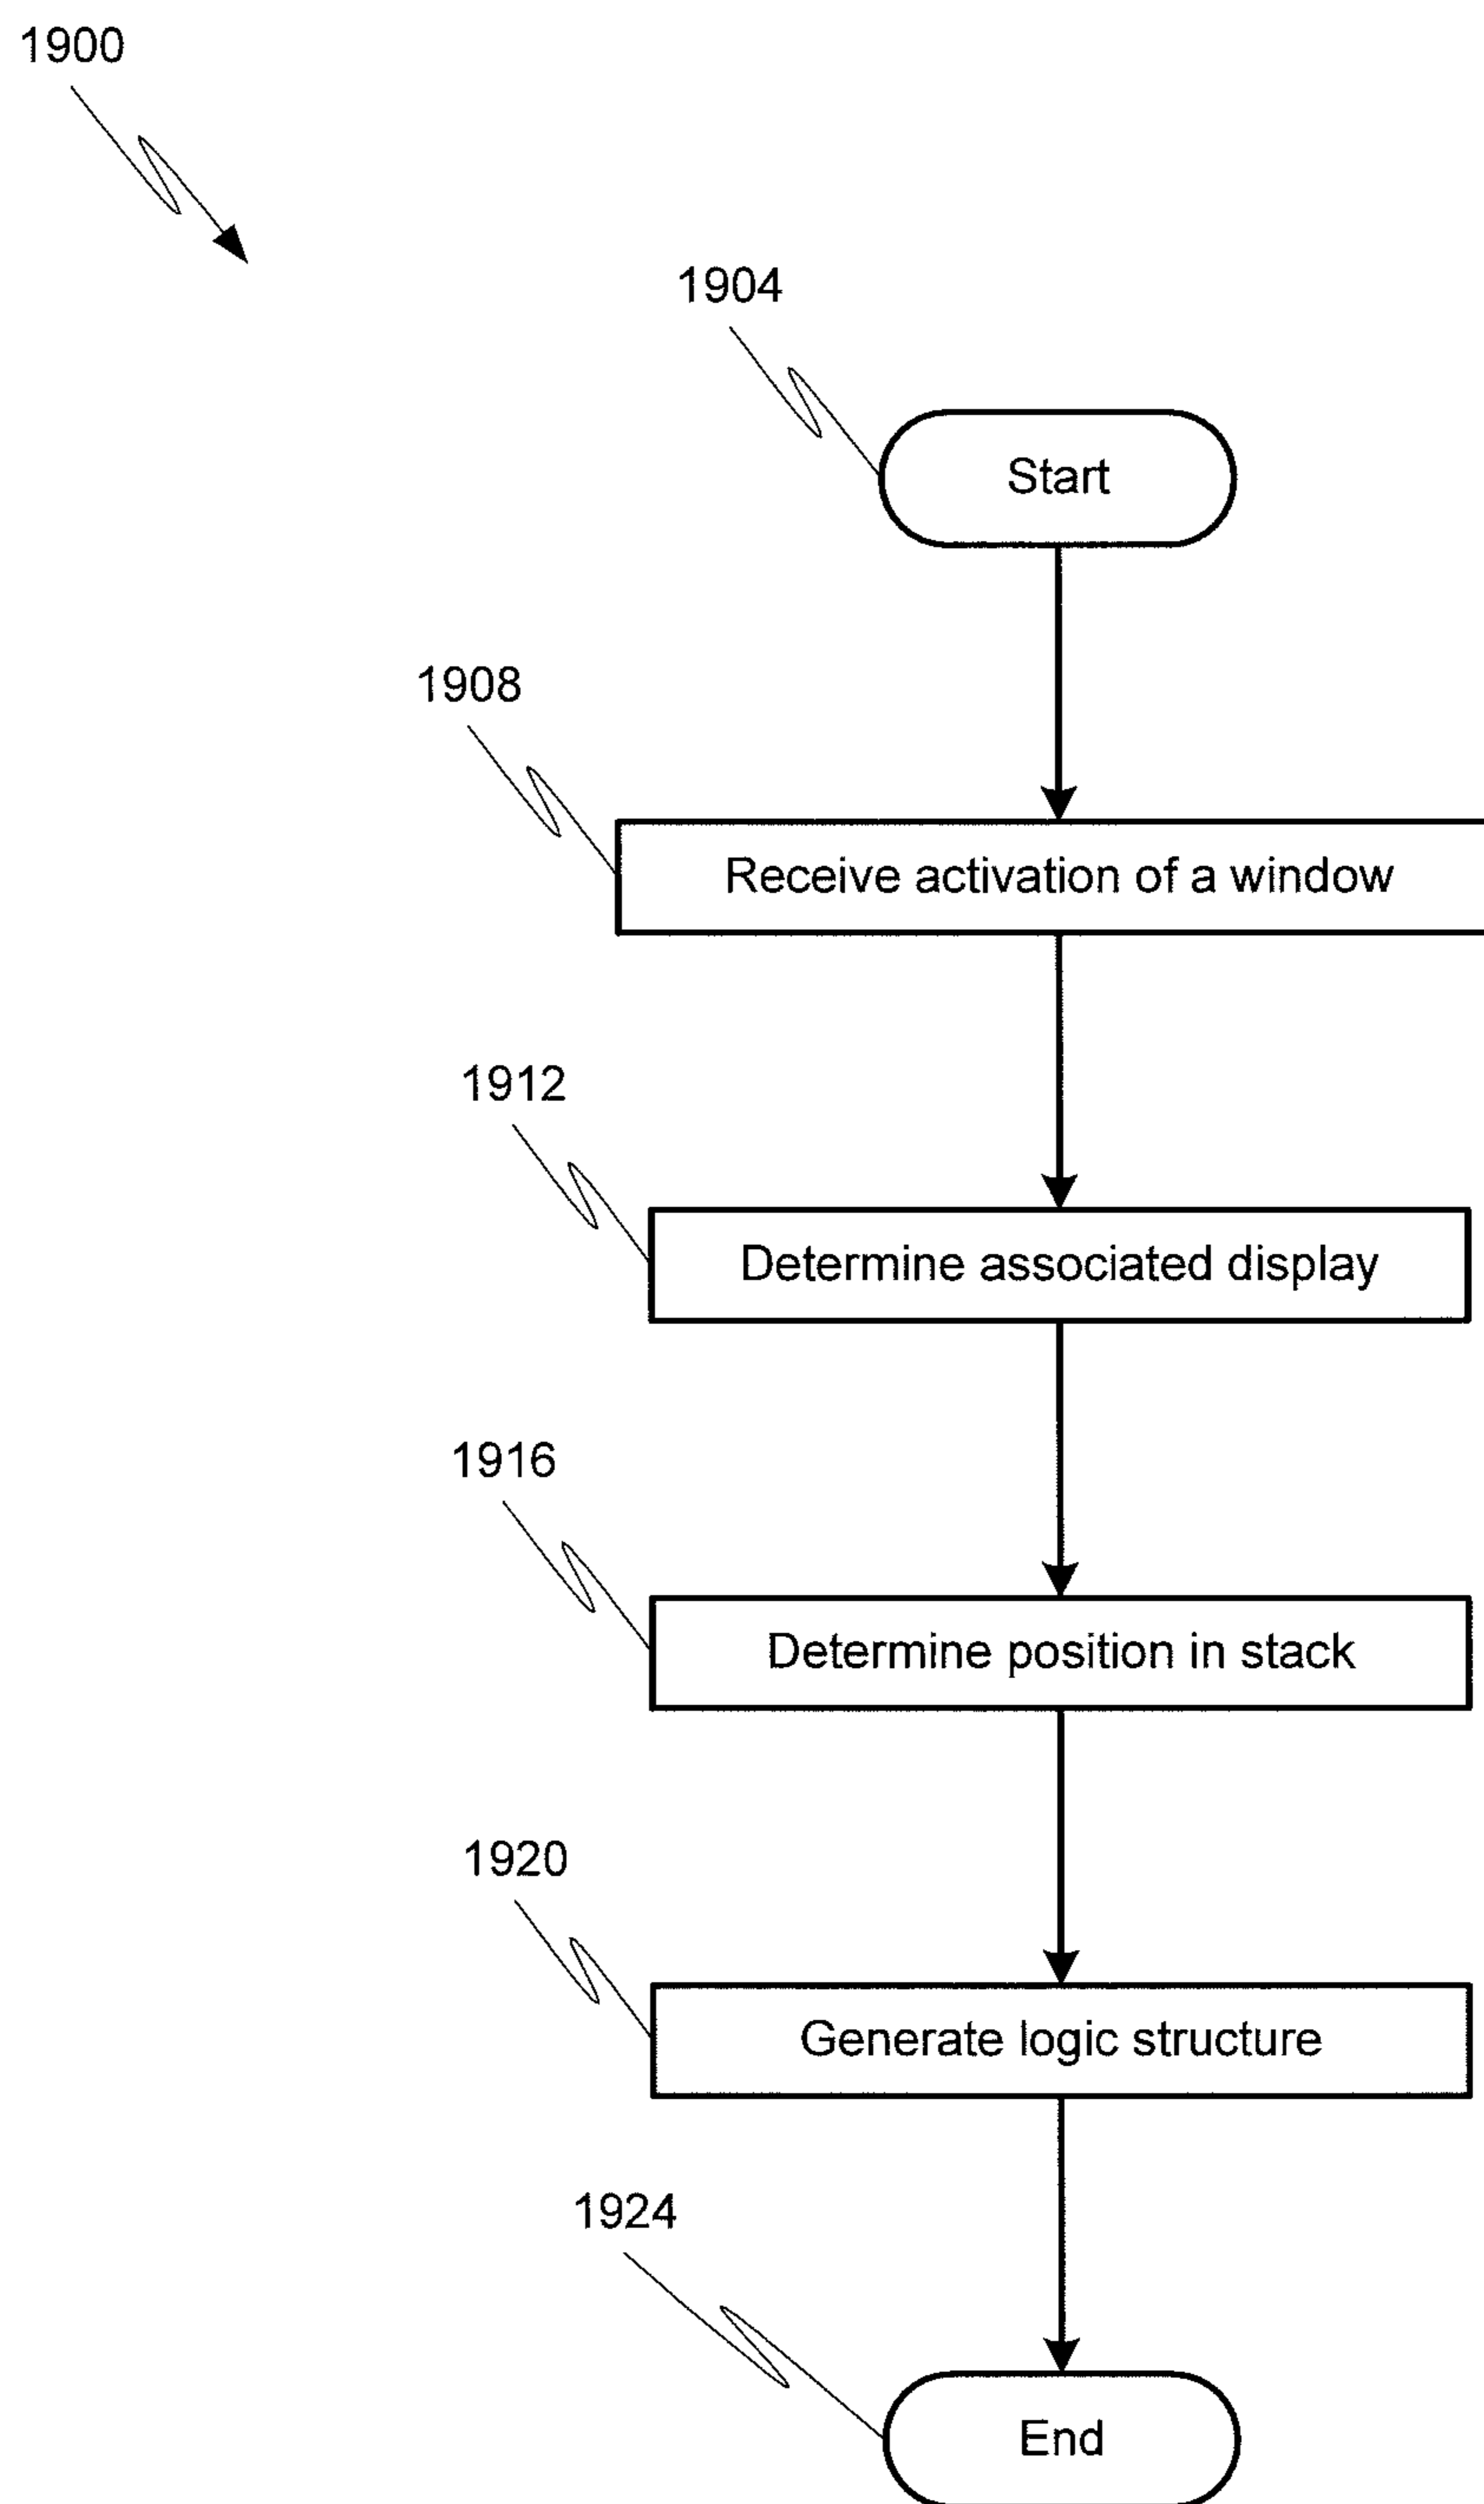 1900
1904
Start
1908
Receive activation of a window
1912
Determine associated display
1916
Determine position in stack
1920
Generate logic structure
1924
End